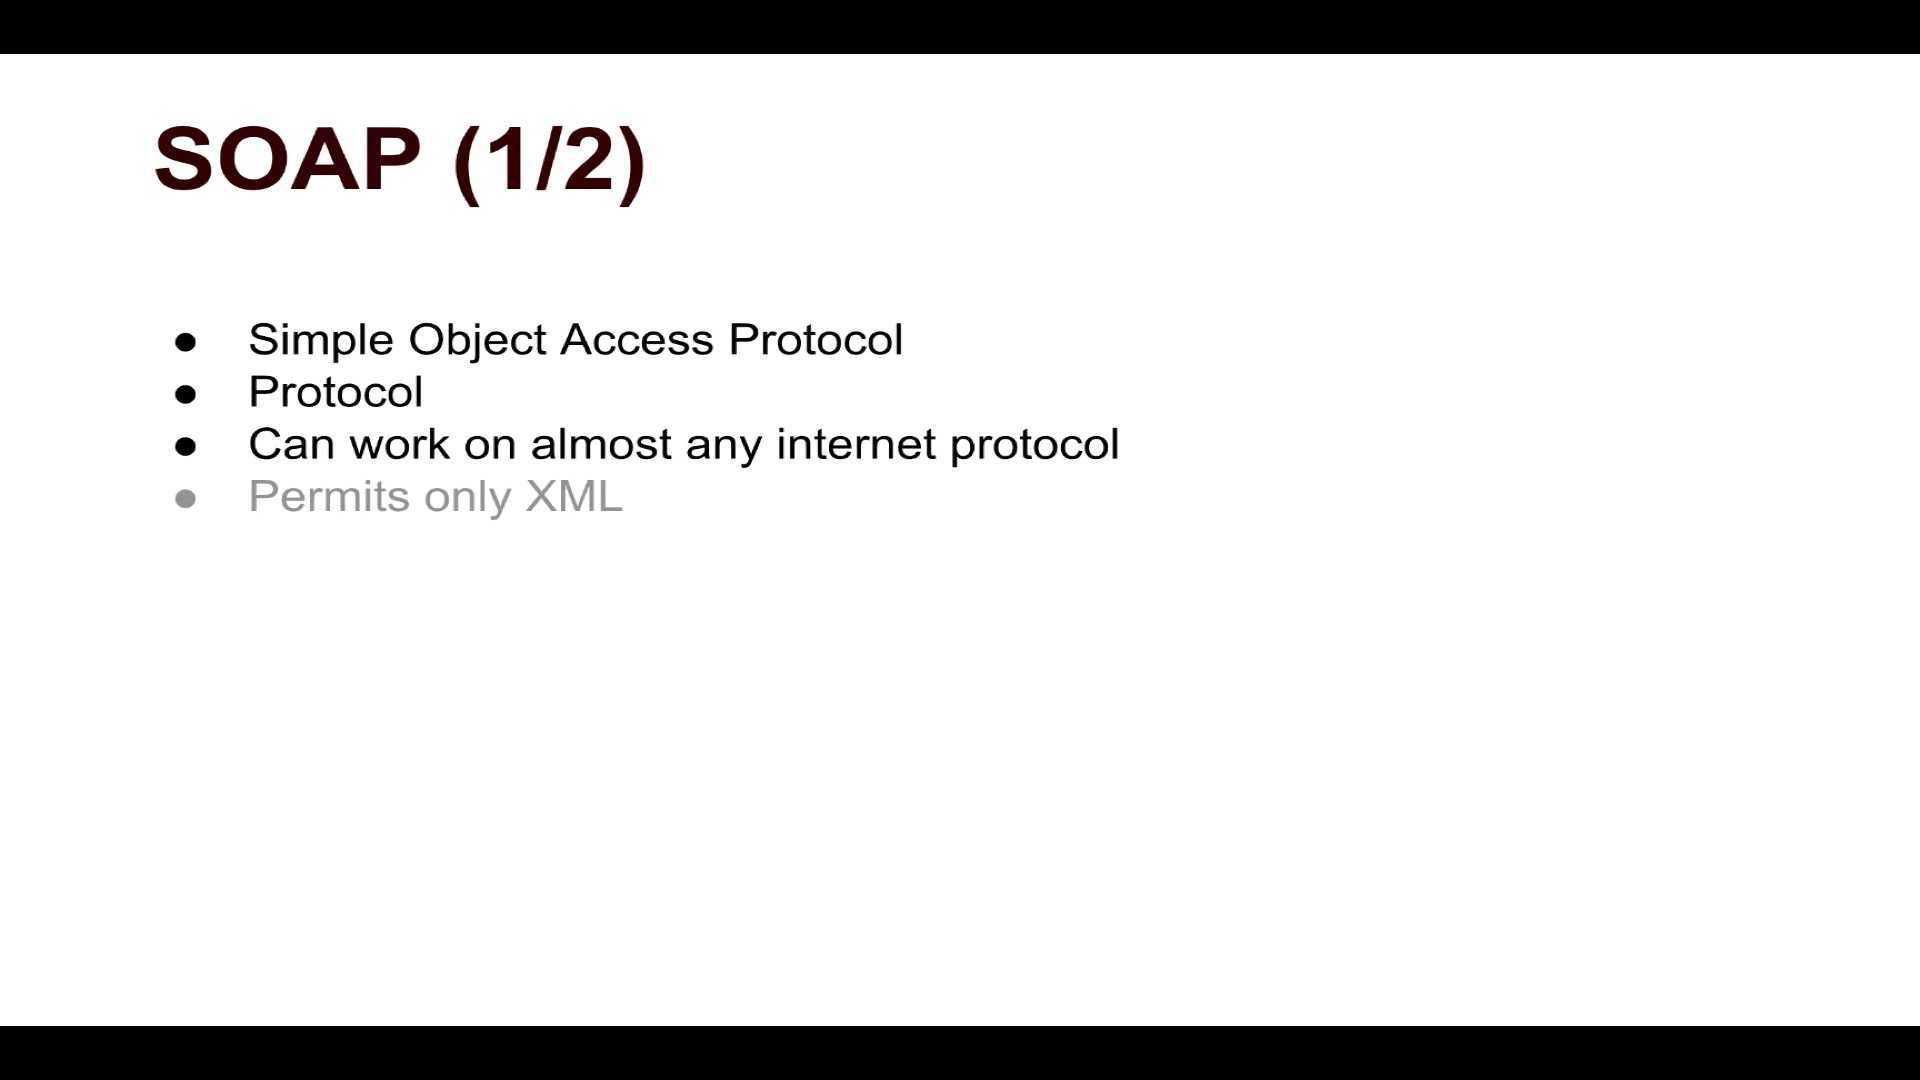 SOAP (1/2)
● Simple Object Access Protocol
● Protocol
● Can work on almost any internet protocol
● Permits only XML